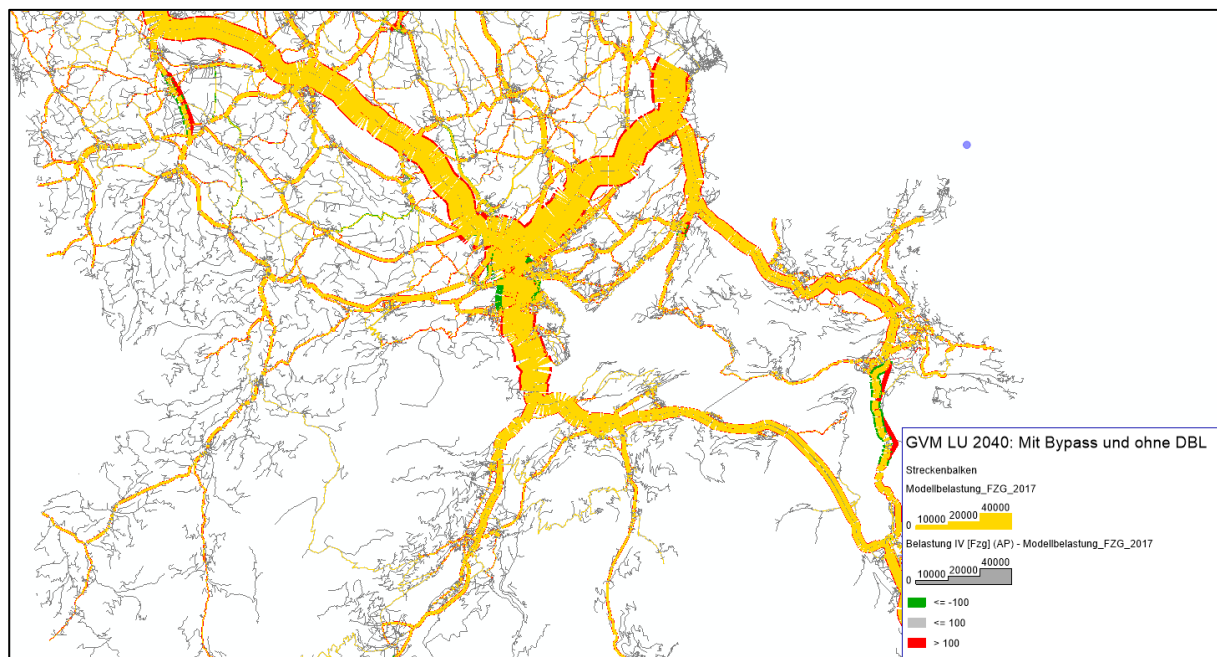 GVM LU 2040: Mit Bypass und ohne DBL
Streckenbalken
Modellbelastung_FZG_2017
0 10000 20000 40000
Belastung IV [Fzg] (AP) - Modellbelastung_FZG_2017
0 10000 20000 40000
<= -100
<= 100
> 100